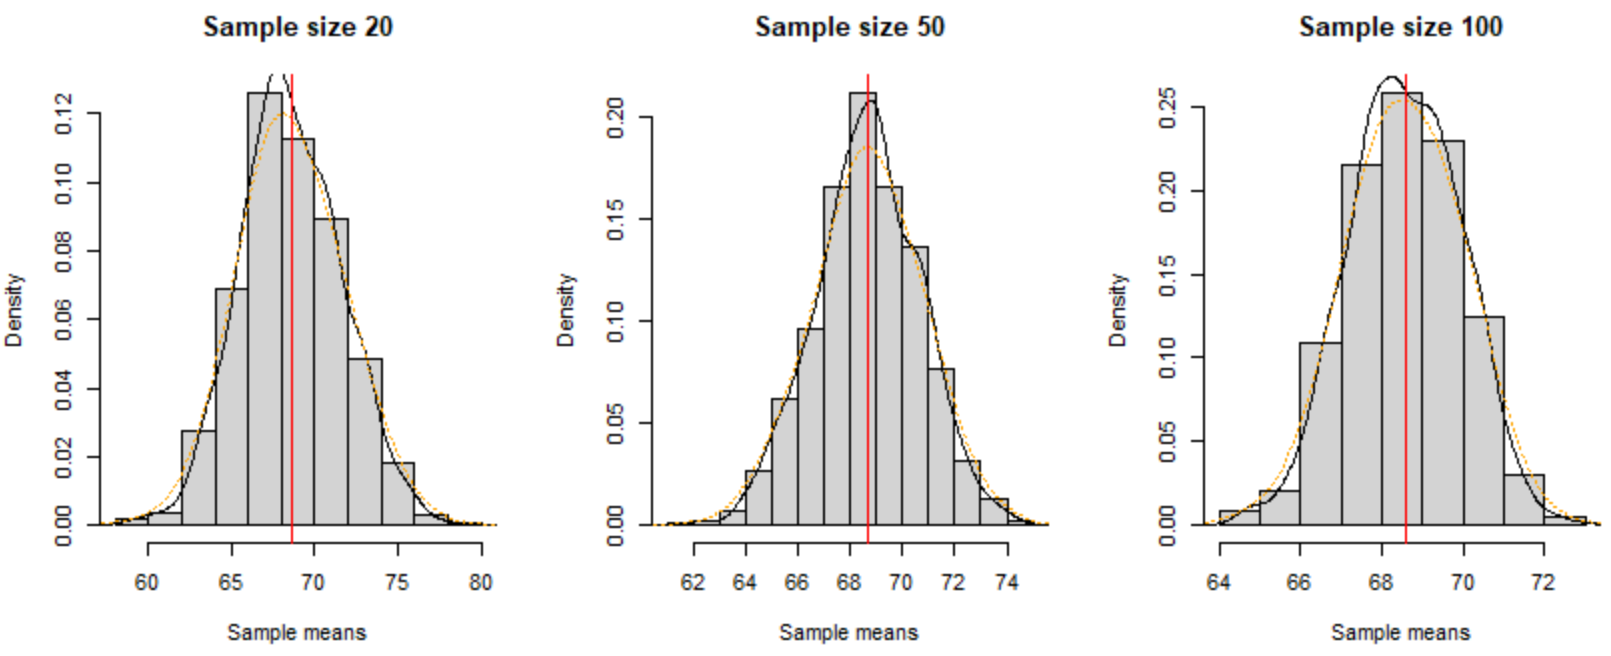 Sample size 20
Density
0.00 0.02 0.04 0.06 0.08 0.10 0.12
60 65 70 75 80
Sample means
Sample size 50
Density
0.00 0.05 0.10 0.15 0.20
62 64 66 68 70 72 74
Sample means
Sample size 100
Density
0.00 0.05 0.10 0.15 0.20 0.25
64 66 68 70 72
Sample means